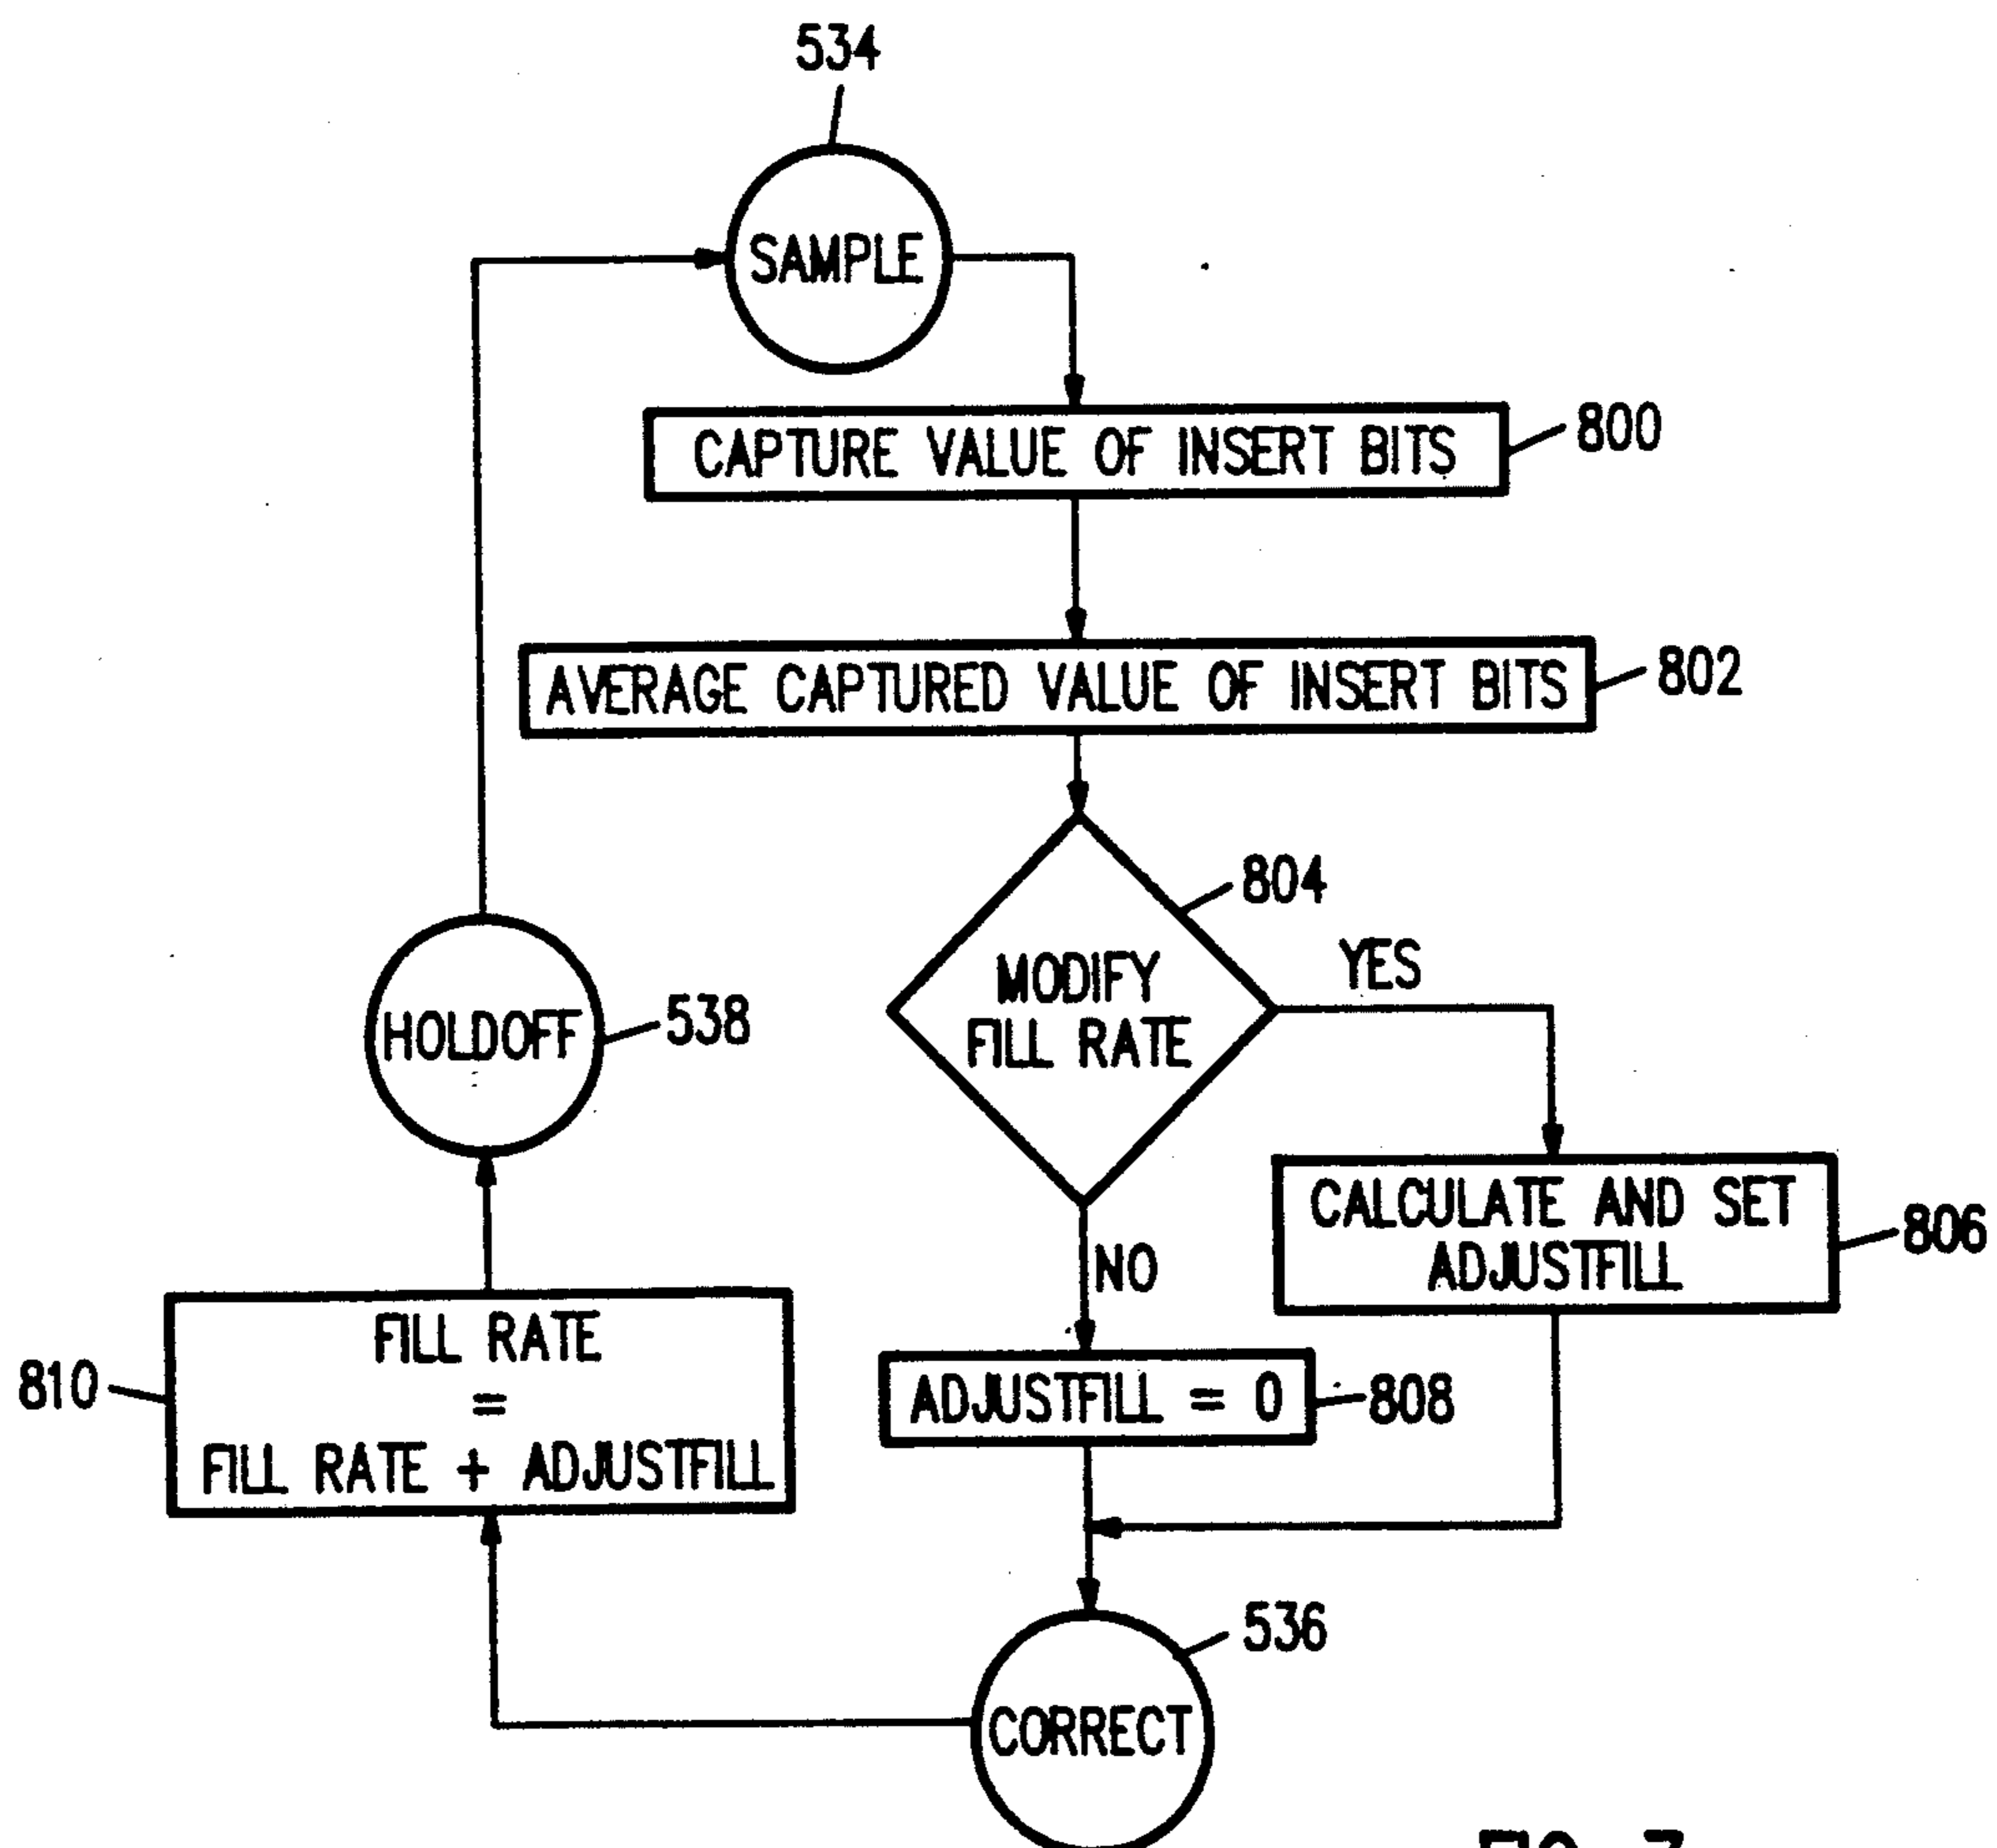 534
SAMPLE
CAPTURE VALUE OF INSERT BITS
800
AVERAGE CAPTURED VALUE OF INSERT BITS
802
804
MODIFY
FILL RATE
YES
HOLDOFF
538
CALCULATE AND SET
ADJUSTFILL
806
NO
FILL RATE
=
FILL RATE + ADJUSTFILL
810
ADJUSTFILL = 0
808
536
CORRECT